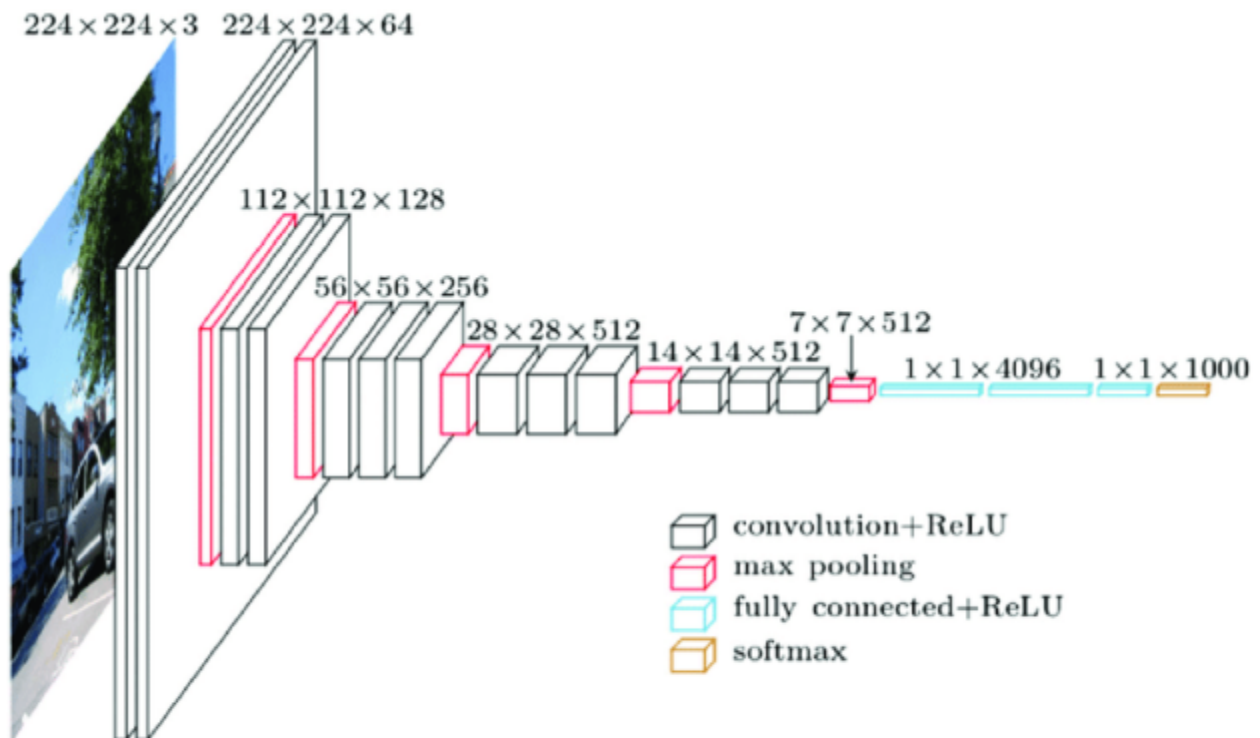 224×224×3
224×224×64
112×112×128
56×56×256
28×28×512
14×14×512
7×7×512
1×1×4096
1×1×1000
convolution+ReLU
max pooling
fully connected+ReLU
softmax